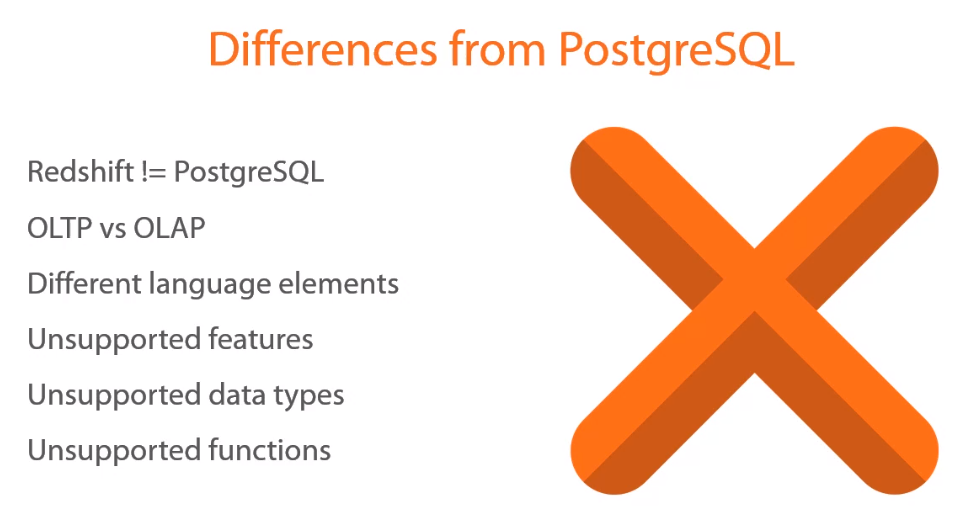 Differences from PostgreSQL
Redshift != PostgreSQL
OLTP vs OLAP
Different language elements
Unsupported features
Unsupported data types
Unsupported functions